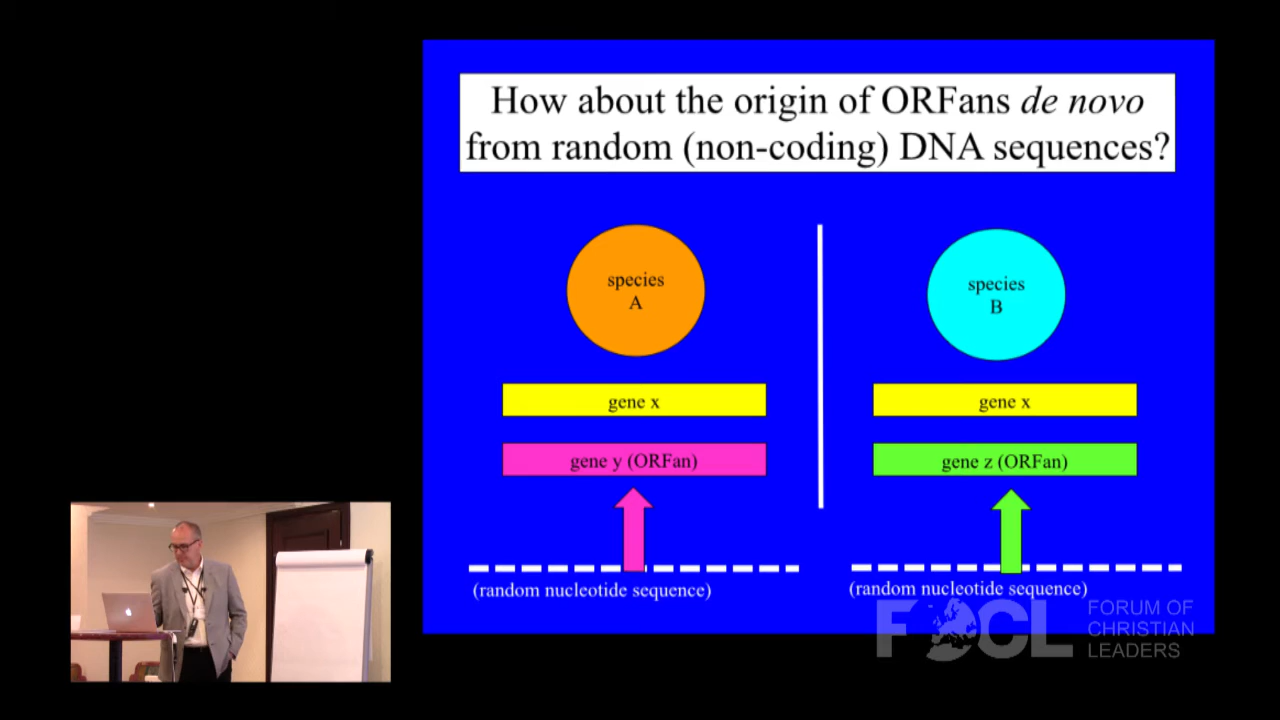 How about the origin of ORFans de novo
from random (non-coding) DNA sequences?
species
A
species
B
gene x
gene x
gene y (ORFan)
gene z (ORFan)
(random nucleotide sequence)
(random nucleotide sequence)
FOCL
FORUM OF
CHRISTIAN
LEADERS